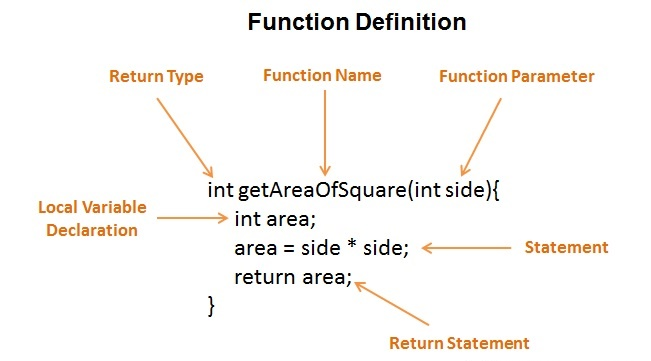 Function Definition
Return Type
Function Name
Function Parameter
int getAreaOfSquare(int side){
Local Variable
Declaration
int area;
area = side * side;
Statement
return area;
}
Return Statement